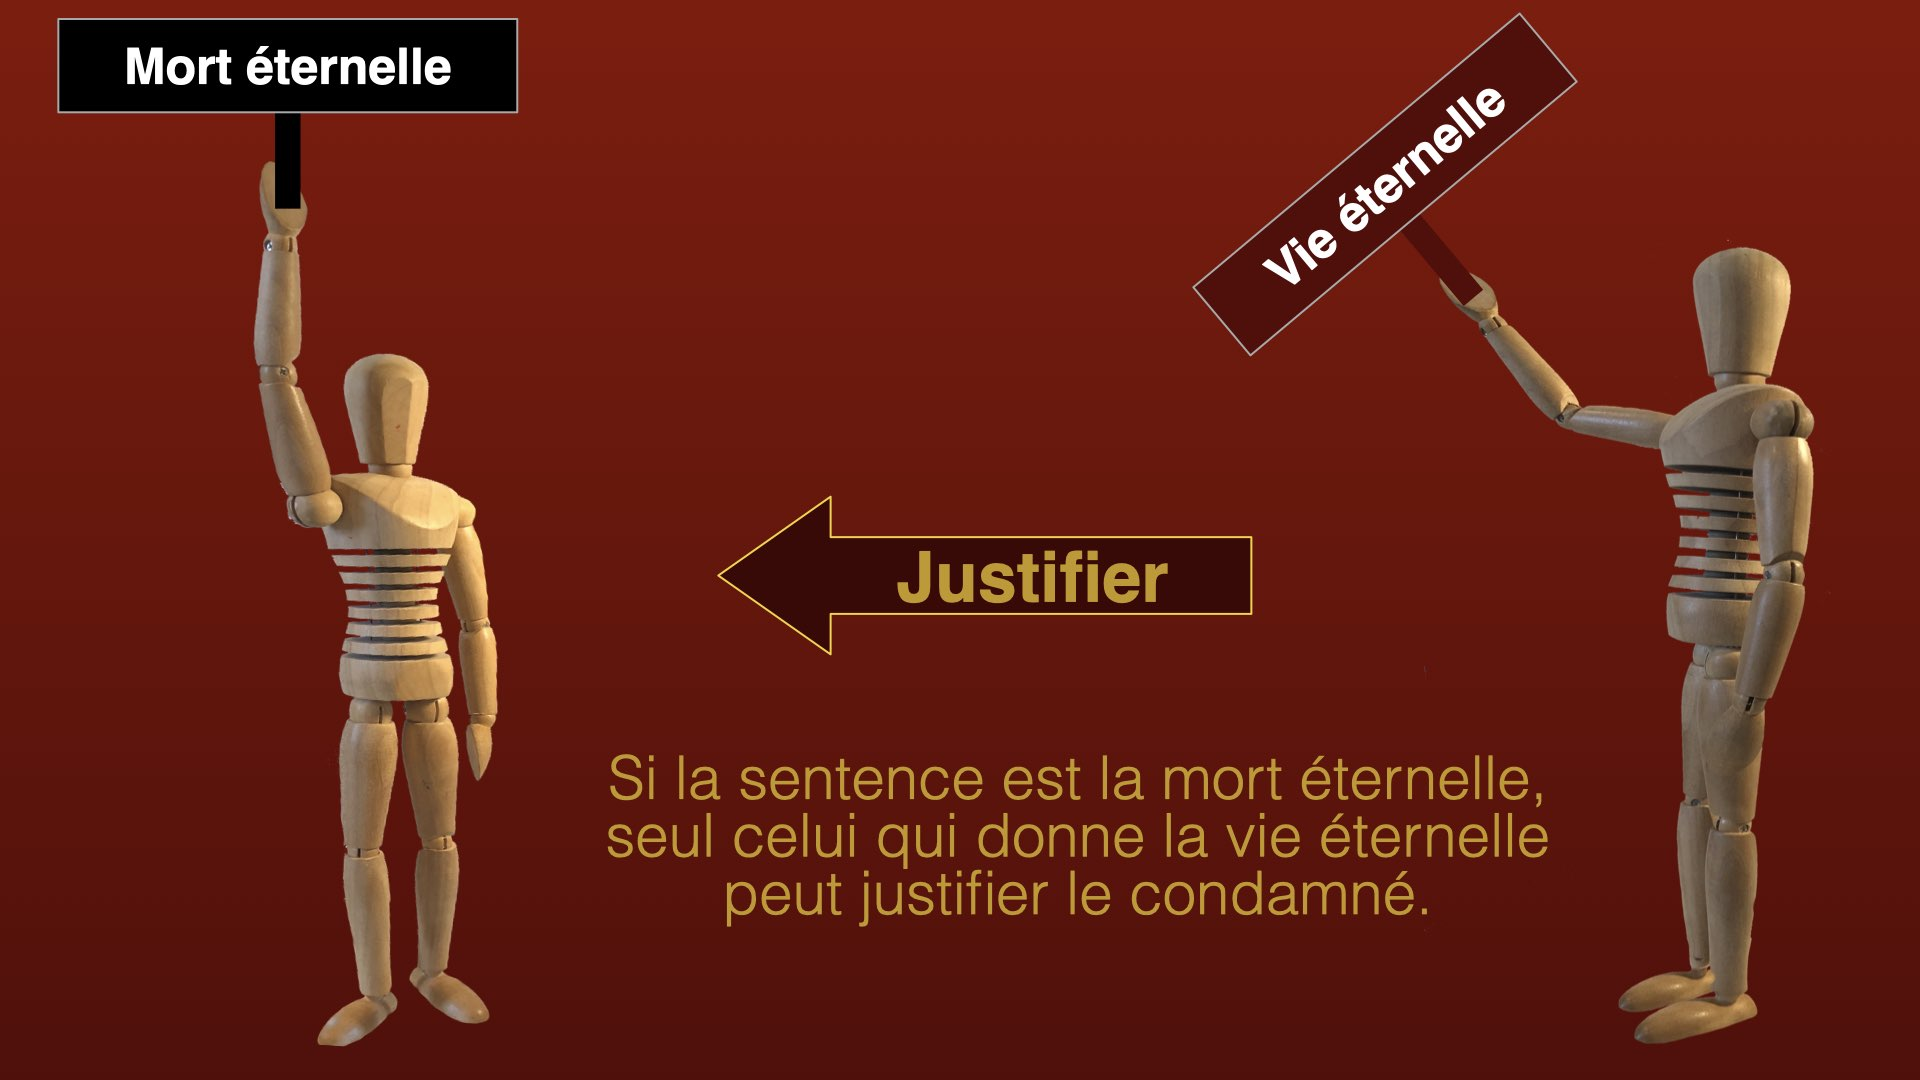 Mort éternelle
Vie éternelle
Justifier
Si la sentence est la mort éternelle,
seul celui qui donne la vie éternelle
peut justifier le condamné.